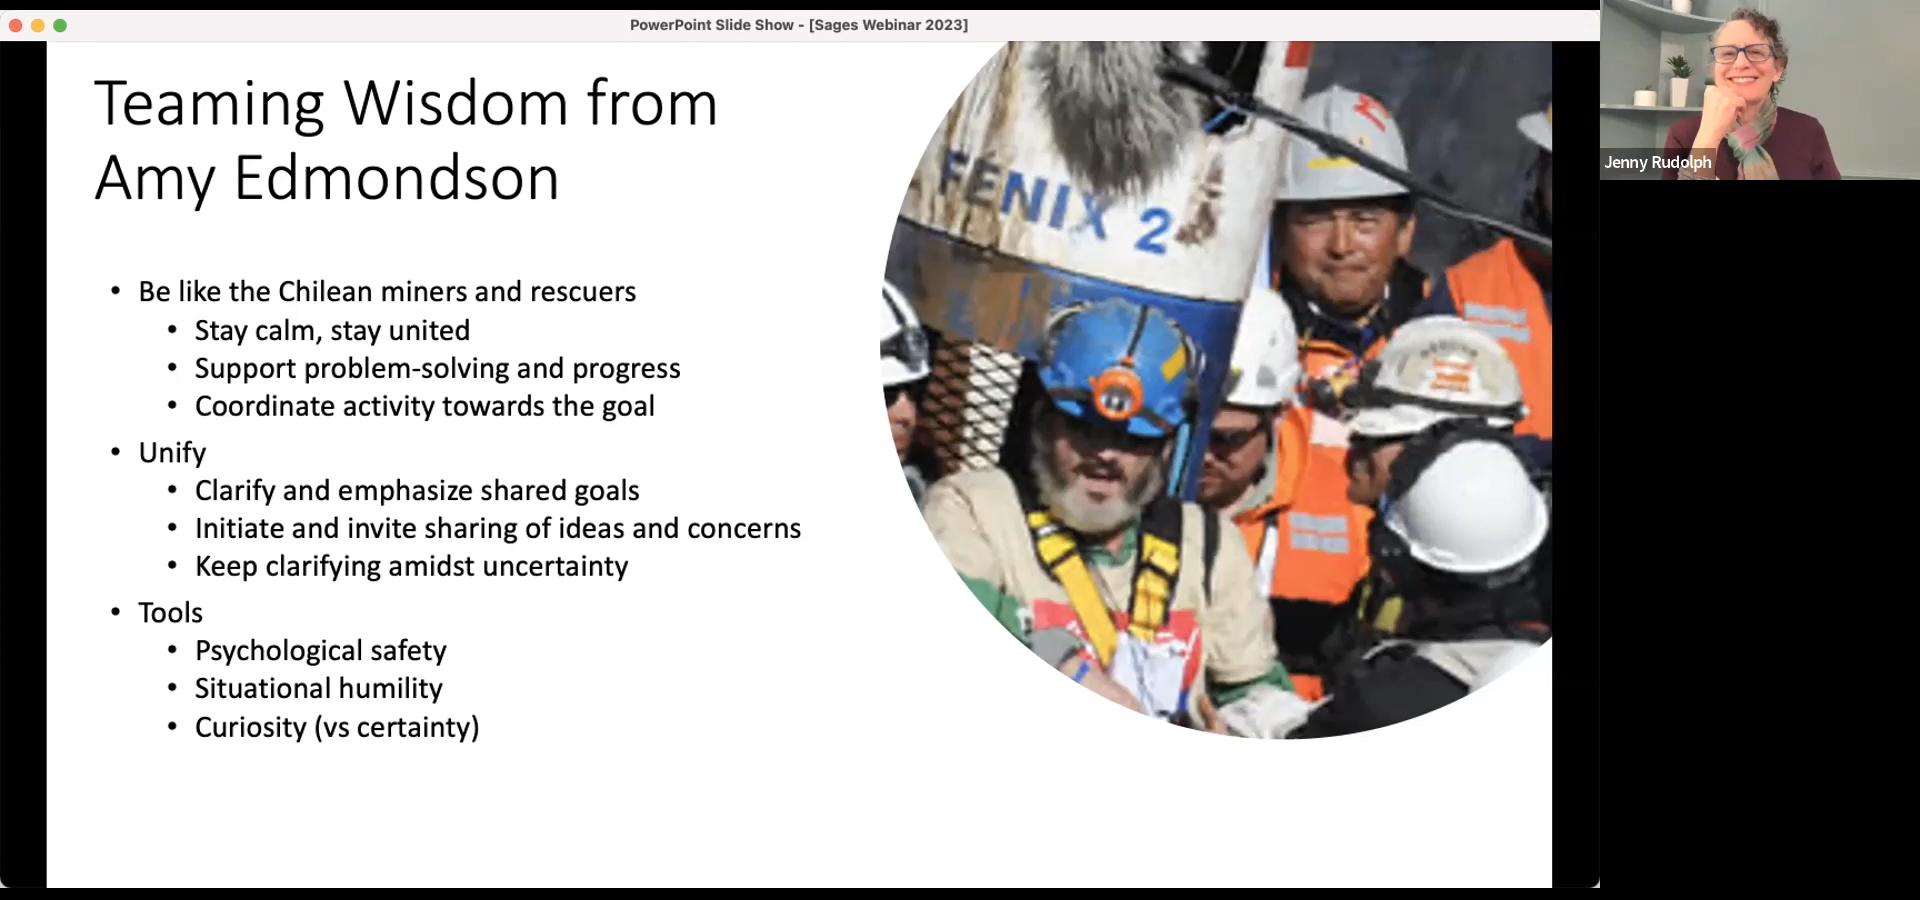 PowerPoint Slide Show - [Sages Webinar 2023]
Teaming Wisdom from
Amy Edmondson
• Be like the Chilean miners and rescuers
• Stay calm, stay united
• Support problem-solving and progress
• Coordinate activity towards the goal
• Unify
• Clarify and emphasize shared goals
• Initiate and invite sharing of ideas and concerns
• Keep clarifying amidst uncertainty
• Tools
• Psychological safety
• Situational humility
• Curiosity (vs certainty)
FENIX 2
Jenny Rudolph